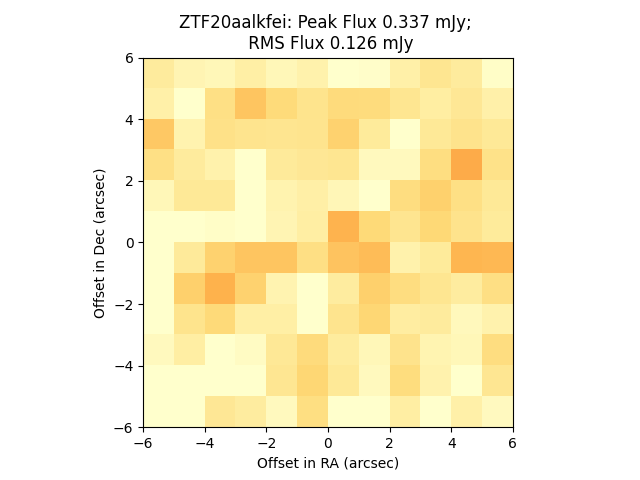 ZTF20aalkfei: Peak Flux 0.337 mJy;
RMS Flux 0.126 mJy
6
4
2
0
−2
−4
−6
Offset in Dec (arcsec)
−6 −4 −2 0 2 4 6
Offset in RA (arcsec)